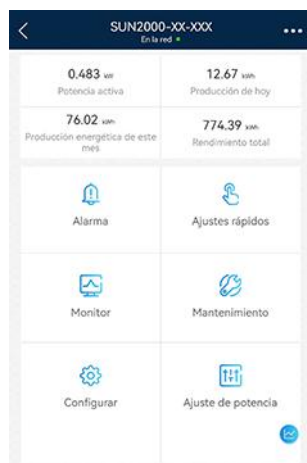 SUN2000-XX-XXX
En la red
0.483 kW
12.67 kWh
Potencia activa
Producción de hoy
76.02 kWh
774.39 kWh
Producción energética de este
mes
Rendimiento total
Alarma
Ajustes rápidos
Monitor
Mantenimiento
Configurar
Ajuste de potencia